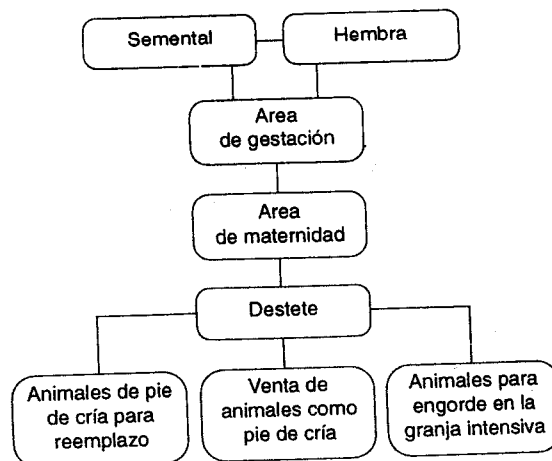 Semental
Hembra
Area
de gestación
Area
de maternidad
Destete
Animales de pie
de cría para
reemplazo
Venta de
animales como
pie de cría
Animales para
engorde en la
granja intensiva